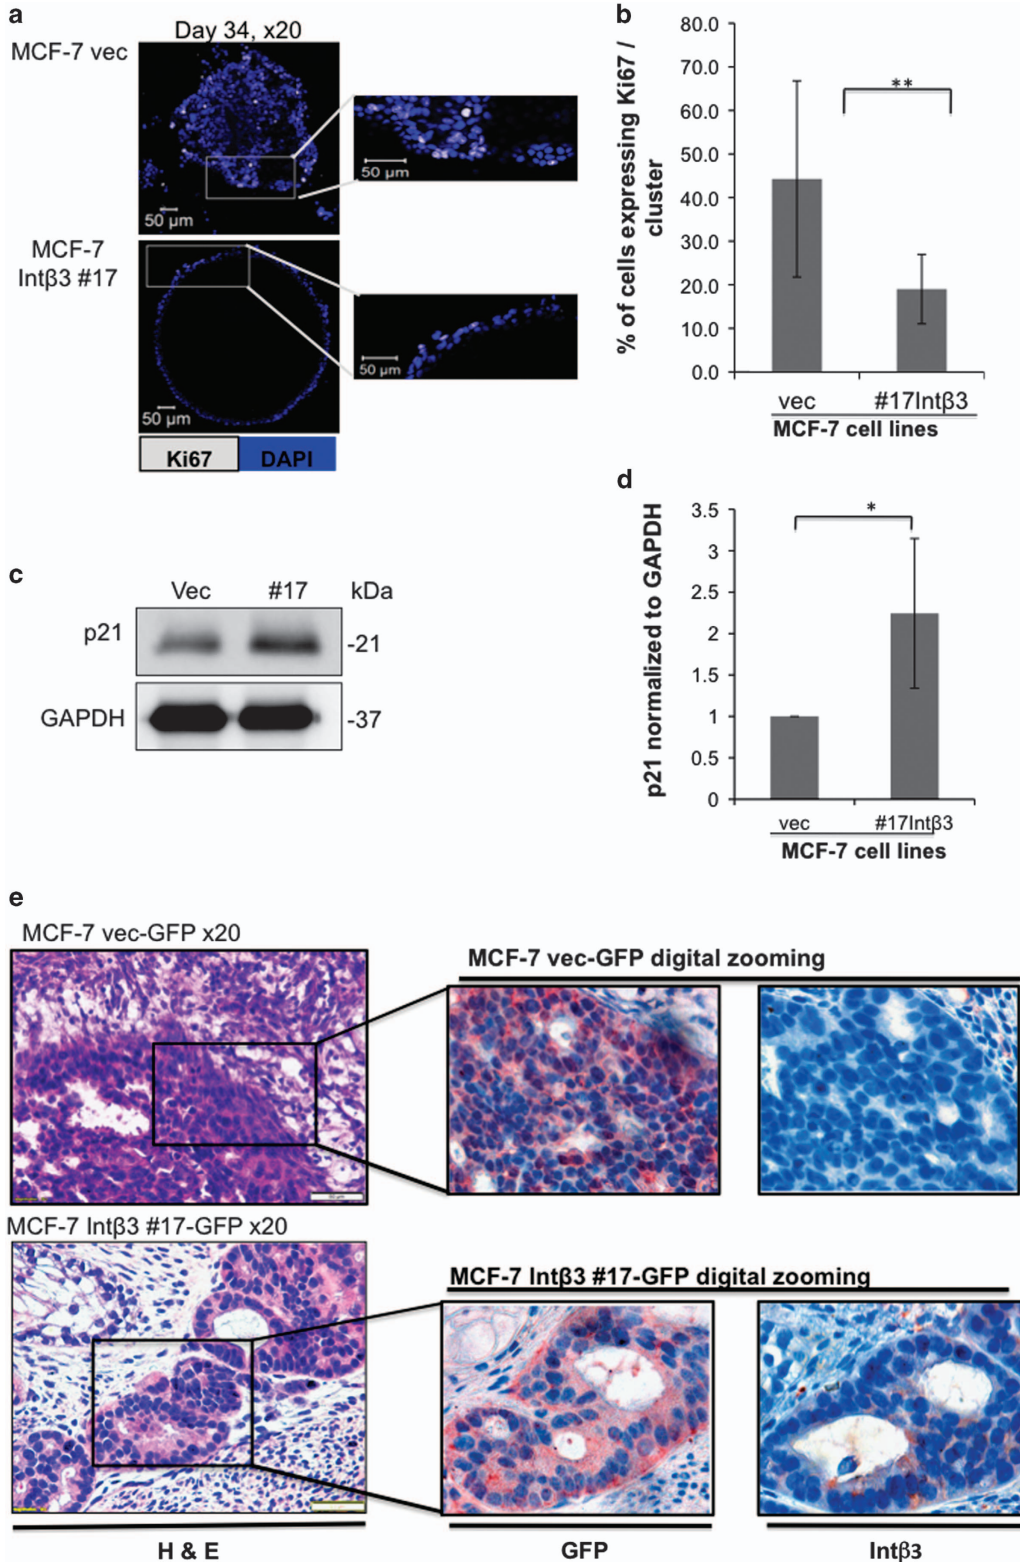 a
Day 34, x20
MCF-7 vec
50 µm
50 µm
MCF-7
Intβ3 #17
50 µm
50 µm
Ki67
DAPI
b
% of cells expressing Ki67 /
cluster
80.0
70.0
60.0
50.0
40.0
30.0
20.0
10.0
0.0
**
vec
#17Intβ3
MCF-7 cell lines
c
Vec
#17
kDa
p21
-21
GAPDH
-37
d
p21 normalized to GAPDH
3.5
3
2.5
2
1.5
1
0.5
0
*
vec
#17Intβ3
MCF-7 cell lines
e
MCF-7 vec-GFP x20
MCF-7 vec-GFP digital zooming
MCF-7 Intβ3 #17-GFP x20
MCF-7 Intβ3 #17-GFP digital zooming
H & E
GFP
Intβ3